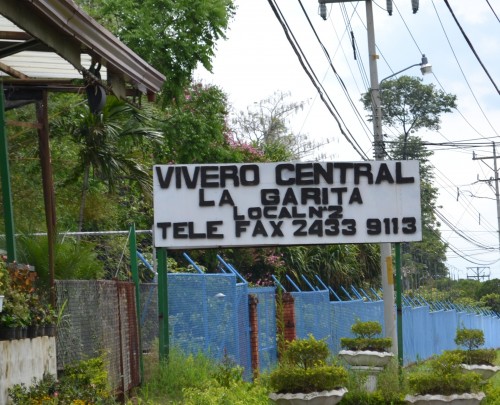 VIVERO CENTRAL
LA GARITA
LOCAL Nº2
TELE FAX 2433 9113